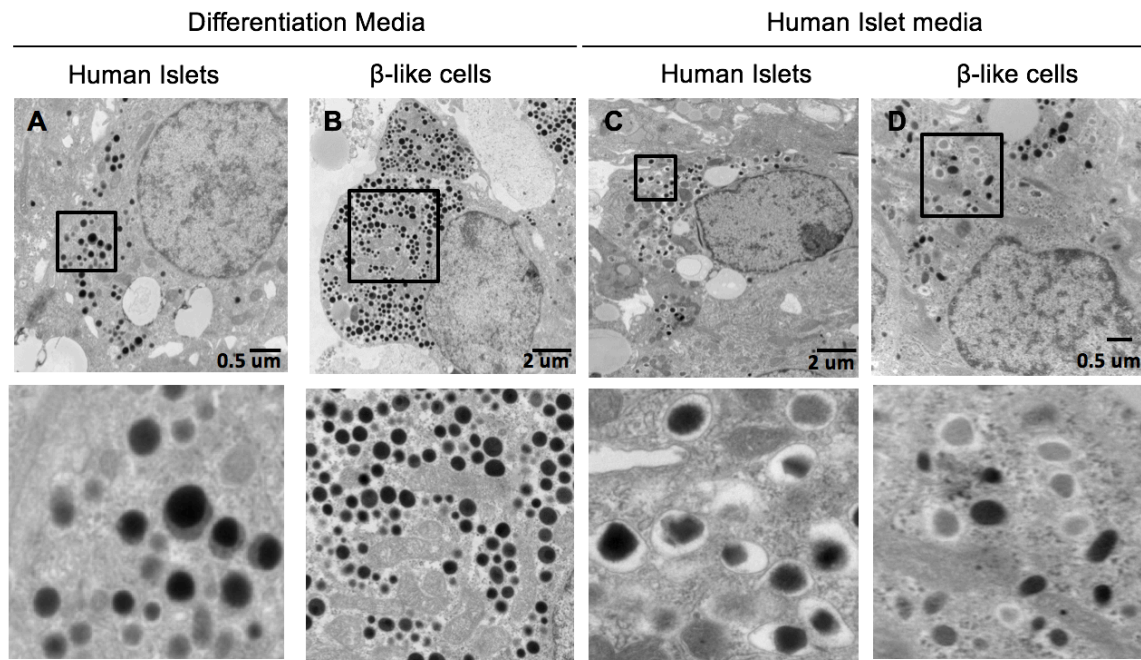 Differentiation Media
Human Islet media
Human Islets
β-like cells
Human Islets
β-like cells
A
B
C
D
0.5 um
2 um
2 um
0.5 um